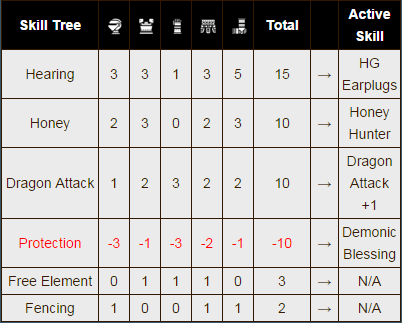 Skill Tree Total Active Skill
Hearing 3 3 1 3 5 15 → HG Earplugs
Honey 2 3 0 2 3 10 → Honey Hunter
Dragon Attack 1 2 3 2 2 10 → Dragon Attack +1
Protection -3 -1 -3 -2 -1 -10 → Demonic Blessing
Free Element 0 1 1 1 0 3 → N/A
Fencing 1 0 0 1 1 2 → N/A